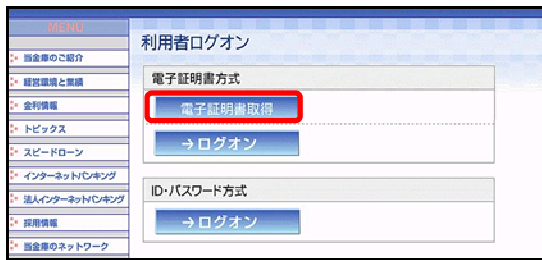 MENU
当金庫のご紹介
経営環境と業績
金利情報
トピックス
スピードローン
インターネットバンキング
法人インターネットバンキング
採用情報
当金庫のネットワーク
利用者ログオン
電子証明書方式
電子証明書取得
→ログオン
ID・パスワード方式
→ログオン